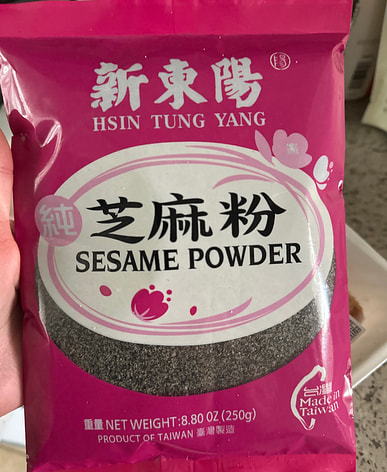 新東陽
HSIN TUNG YANG
純
芝麻粉
SESAME POWDER
台灣
Made in
Taiwan
重量 NET WEIGHT:8.80 OZ (250g)
PRODUCT OF TAIWAN 臺灣製造